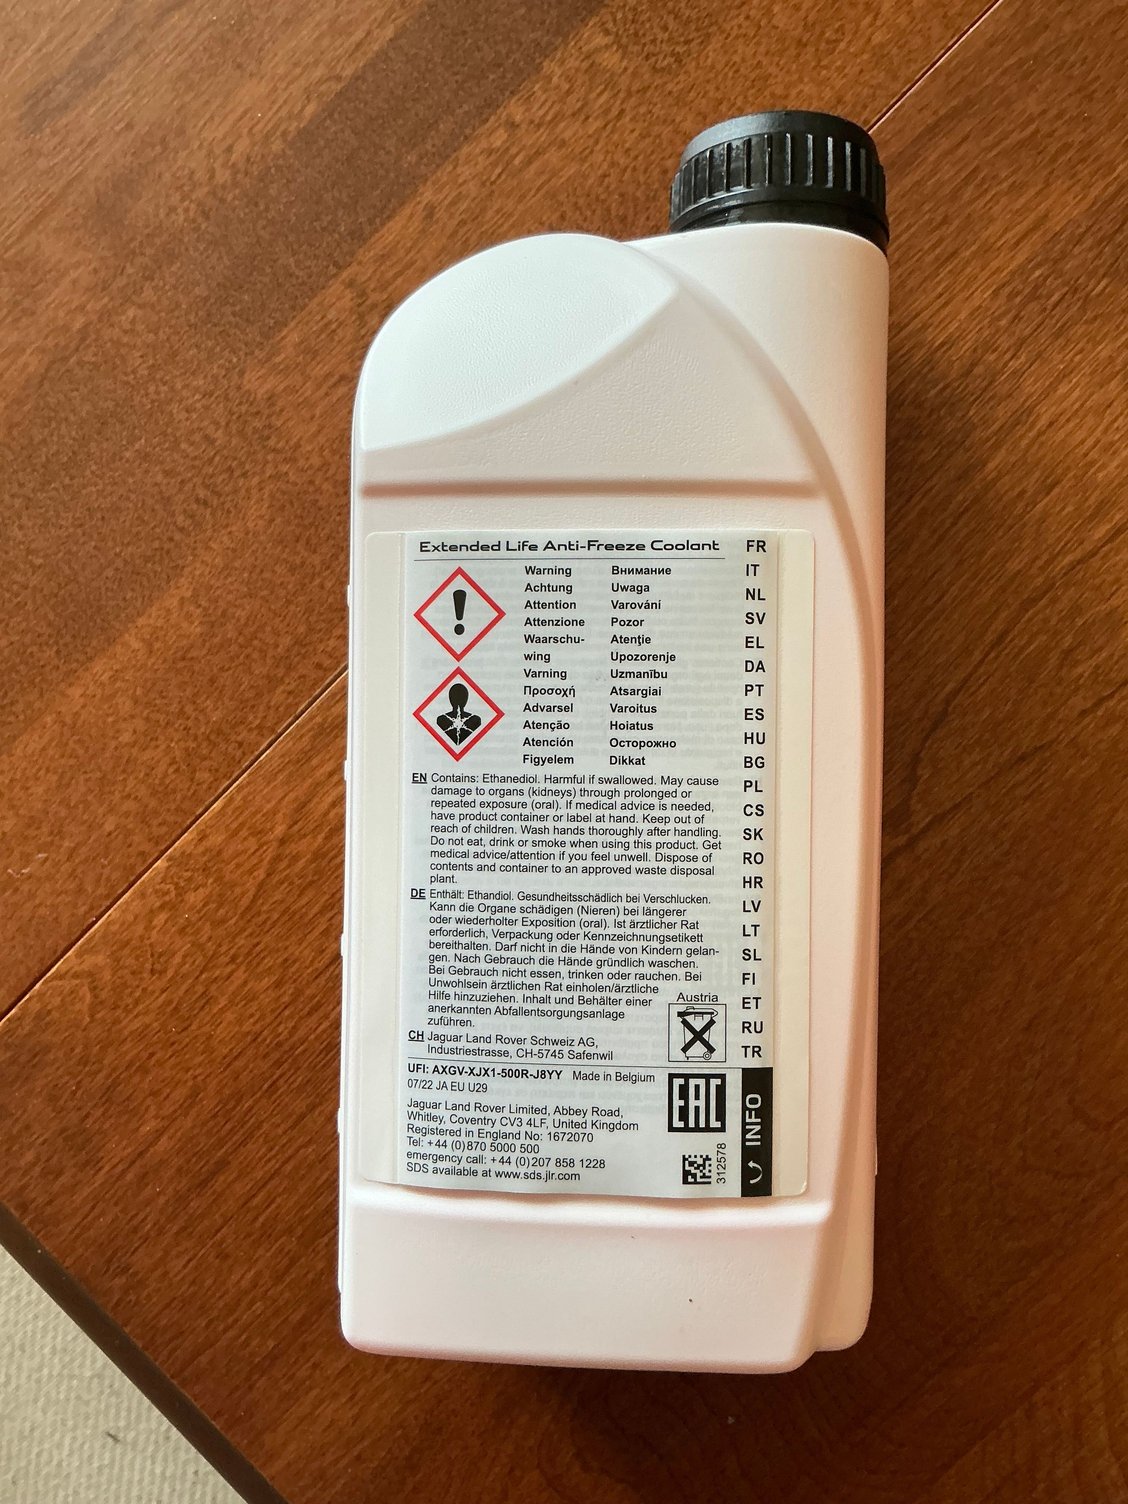 Extended Life Anti-Freeze Coolant
Warning
Achtung
Attention
Attenzione
Waarschu-
wing
Varning
Προσοχή
Advarsel
Atenção
Atención
Figyelem
Внимание
Uwaga
Varování
Pozor
Atenţie
Upozorenje
Uzmanību
Atsargiai
Varoitus
Hoiatus
Осторожно
Dikkat
EN Contains: Ethanediol. Harmful if swallowed. May cause
damage to organs (kidneys) through prolonged or
repeated exposure (oral). If medical advice is needed,
have product container or label at hand. Keep out of
reach of children. Wash hands thoroughly after handling.
Do not eat, drink or smoke when using this product. Get
medical advice/attention if you feel unwell. Dispose of
contents and container to an approved waste disposal
plant.
DE Enthält: Ethandiol. Gesundheitsschädlich bei Verschlucken.
Kann die Organe schädigen (Nieren) bei längerer
oder wiederholter Exposition (oral). Ist ärztlicher Rat
erforderlich, Verpackung oder Kennzeichnungsetikett
bereithalten. Darf nicht in die Hände von Kindern gelan-
gen. Nach Gebrauch die Hände gründlich waschen.
Bei Gebrauch nicht essen, trinken oder rauchen. Bei
Unwohlsein ärztlichen Rat einholen/ärztliche
Hilfe hinzuziehen. Inhalt und Behälter einer
anerkannten Abfallentsorgungsanlage
zuführen.
Austria
CH Jaguar Land Rover Schweiz AG,
Industriestrasse, CH-5745 Safenwil
UFI: AXGV-XJX1-500R-J8YY Made in Belgium
07/22 JA EU U29
Jaguar Land Rover Limited, Abbey Road,
Whitley, Coventry CV3 4LF, United Kingdom
Registered in England No: 1672070
Tel: +44 (0)870 5000 500
emergency call: +44 (0)207 858 1228
SDS available at www.sds.jlr.com
EAC
312578
FR
IT
NL
SV
EL
DA
PT
ES
HU
BG
PL
CS
SK
RO
HR
LV
LT
SL
FI
ET
RU
TR
INFO